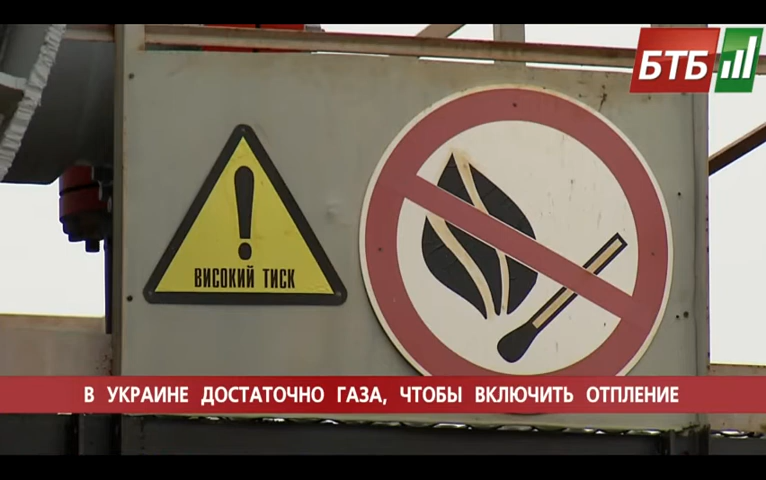 БТБ
ВИСОКИЙ ТИСК
В УКРАИНЕ ДОСТАТОЧНО ГАЗА, ЧТОБЫ ВКЛЮЧИТЬ ОТПЛЕНИЕ